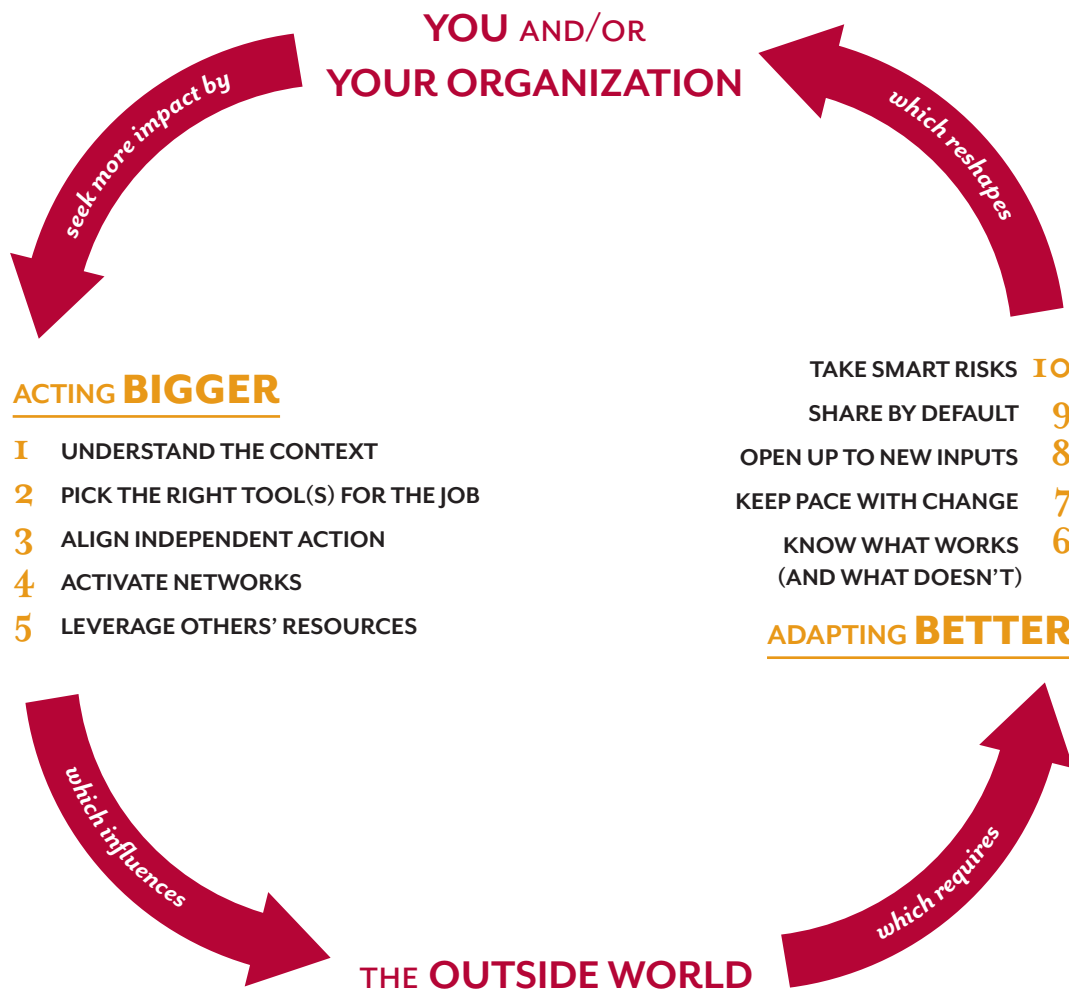 YOU AND/OR
YOUR ORGANIZATION
seek more impact by
ACTING BIGGER
1 UNDERSTAND THE CONTEXT
2 PICK THE RIGHT TOOL(S) FOR THE JOB
3 ALIGN INDEPENDENT ACTION
4 ACTIVATE NETWORKS
5 LEVERAGE OTHERS’ RESOURCES
which influences
THE OUTSIDE WORLD
which requires
TAKE SMART RISKS 10
SHARE BY DEFAULT 9
OPEN UP TO NEW INPUTS 8
KEEP PACE WITH CHANGE 7
KNOW WHAT WORKS 6
(AND WHAT DOESN’T)
ADAPTING BETTER
which reshapes